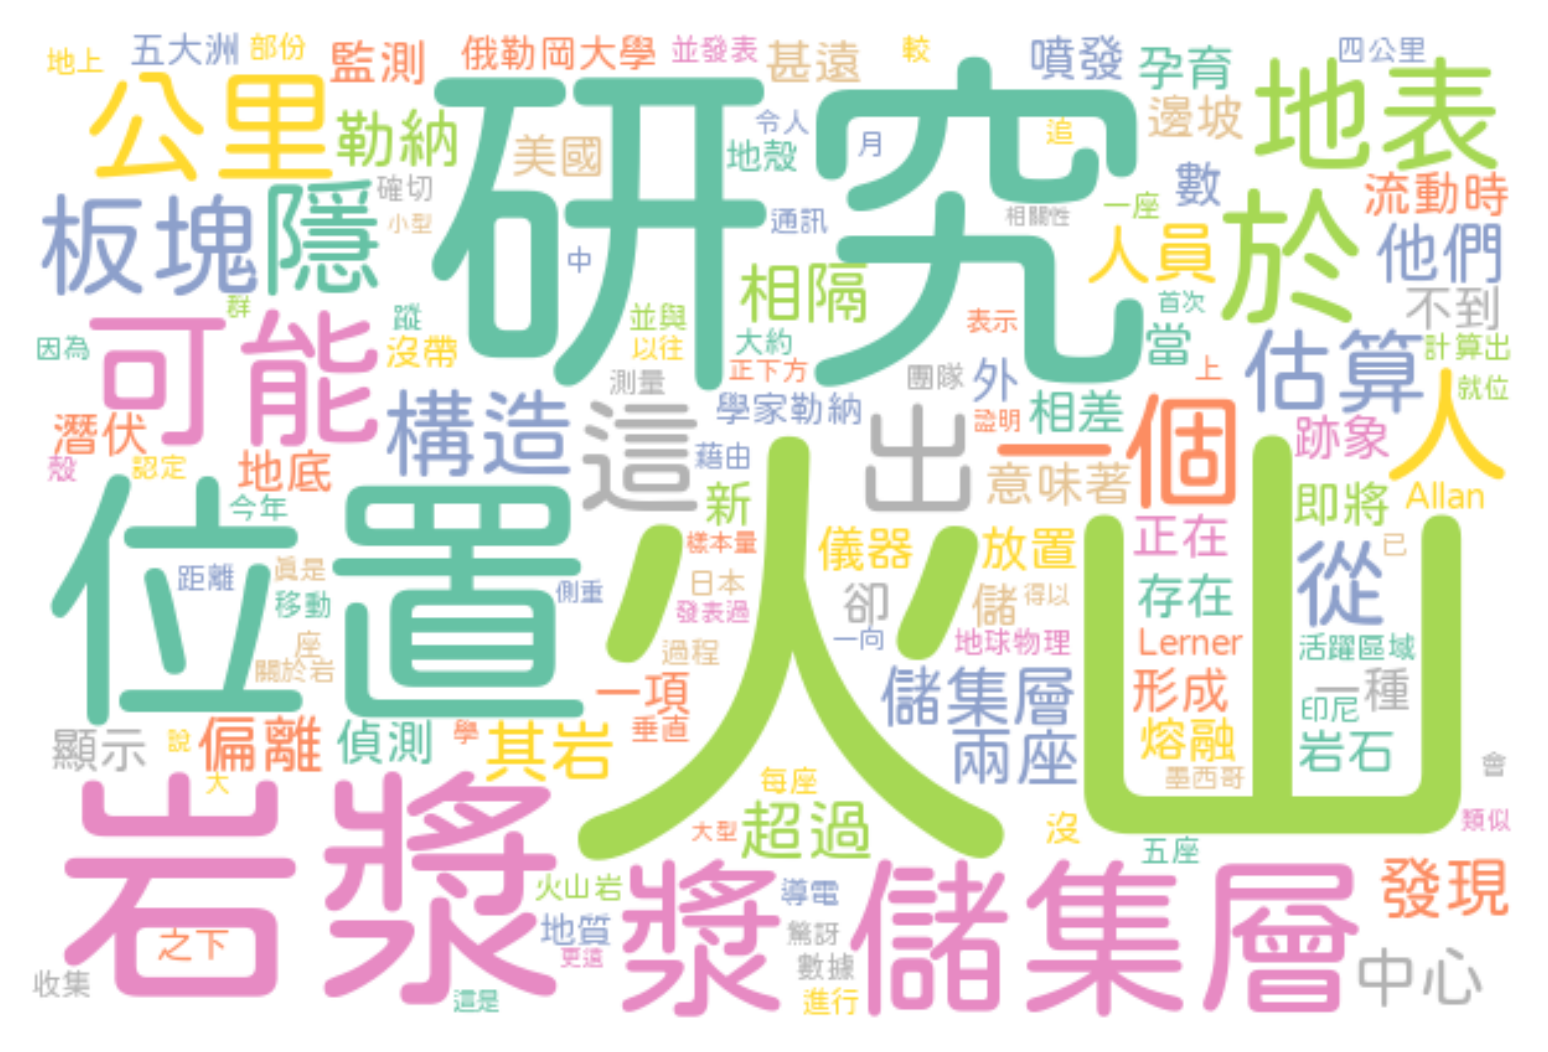 地上 五大洲 部份 監測 俄勒岡大學 並發表 甚遠 較 噴發 孕育 四公里
公里 勒納 研究 美國 地殼 令人 月 追 邊坡 地表
板塊 隱 確切 小型 中 通訊 相隔 相關性 一座 數 人員 於 流動時 他們
因為 群 可能 蹤 沒帶 並與 以往 大約 正下方 表示 首次 當 不到 估算 計算出
潛伏 構造 測量 這 學家勒納 團隊 外 出 證明 相差 上 一個 跡象 人 就位
殼 認定 地底 今年 藉由 新 意味著 即將 Allan
位置 距離 真是 移動 側重 火山 樣本量 日本 發表過 儀器 放置 卻 儲 得以 正在 存在 從 已
座 關於岩 過程 一向 地球物理 Lerner 活躍區域
顯示 說 偏離 偵測 學 其岩 一項 垂直 儲集層 兩座 形成 熔融 墨西哥 一種 印尼 岩石 會
大 每座 大型 超過 沒 五座 類似
岩漿 之下 火山岩 地質 更遠 漿 導電 驚訝 數據 儲集層 發現
收集 這是 進行 中心